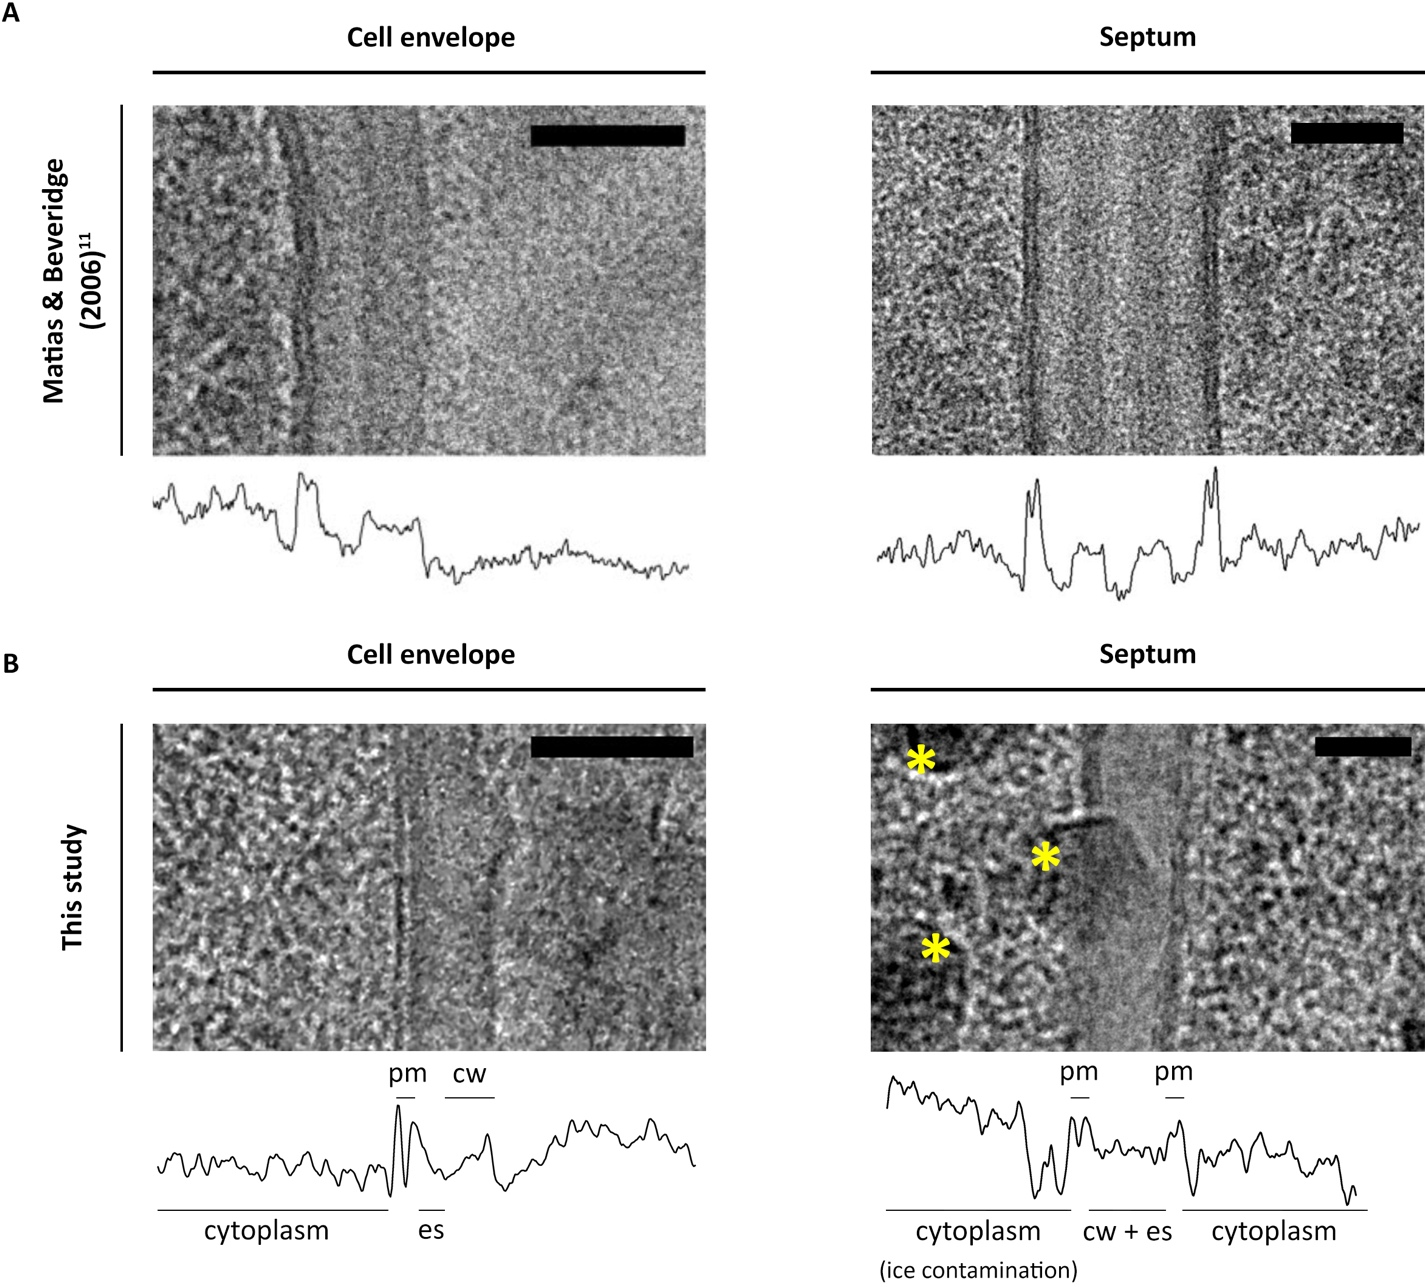 A
Cell envelope
Septum
Matias & Beveridge
(2006)11
B
Cell envelope
Septum
This study
*
*
*
pm
cw
pm
pm
cytoplasm
es
cytoplasm
cw + es
cytoplasm
(ice contamination)